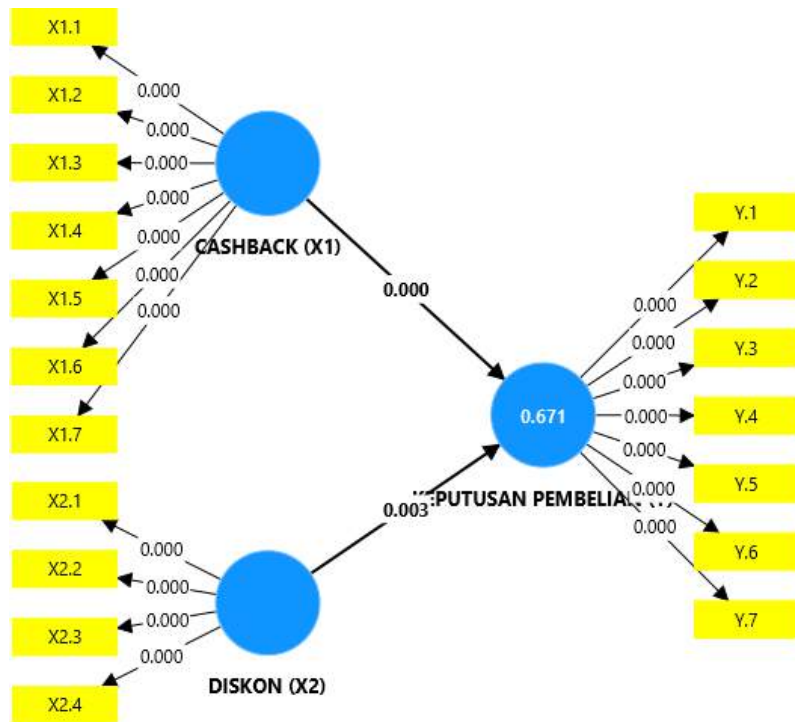 X1.1
0.000
X1.2
0.000
X1.3
0.000
0.000
X1.4
0.000
CASHBACK (X1)
0.000
X1.5
0.000
X1.6
X1.7
0.000
X2.1
0.000
X2.2
0.000
X2.3
0.000
0.000
X2.4
DISKON (X2)
0.003
0.671
PEMBELIAN
Y.1
0.000
Y.2
0.000
Y.3
0.000
Y.4
0.000
Y.5
0.000
0.000
Y.6
0.000
Y.7